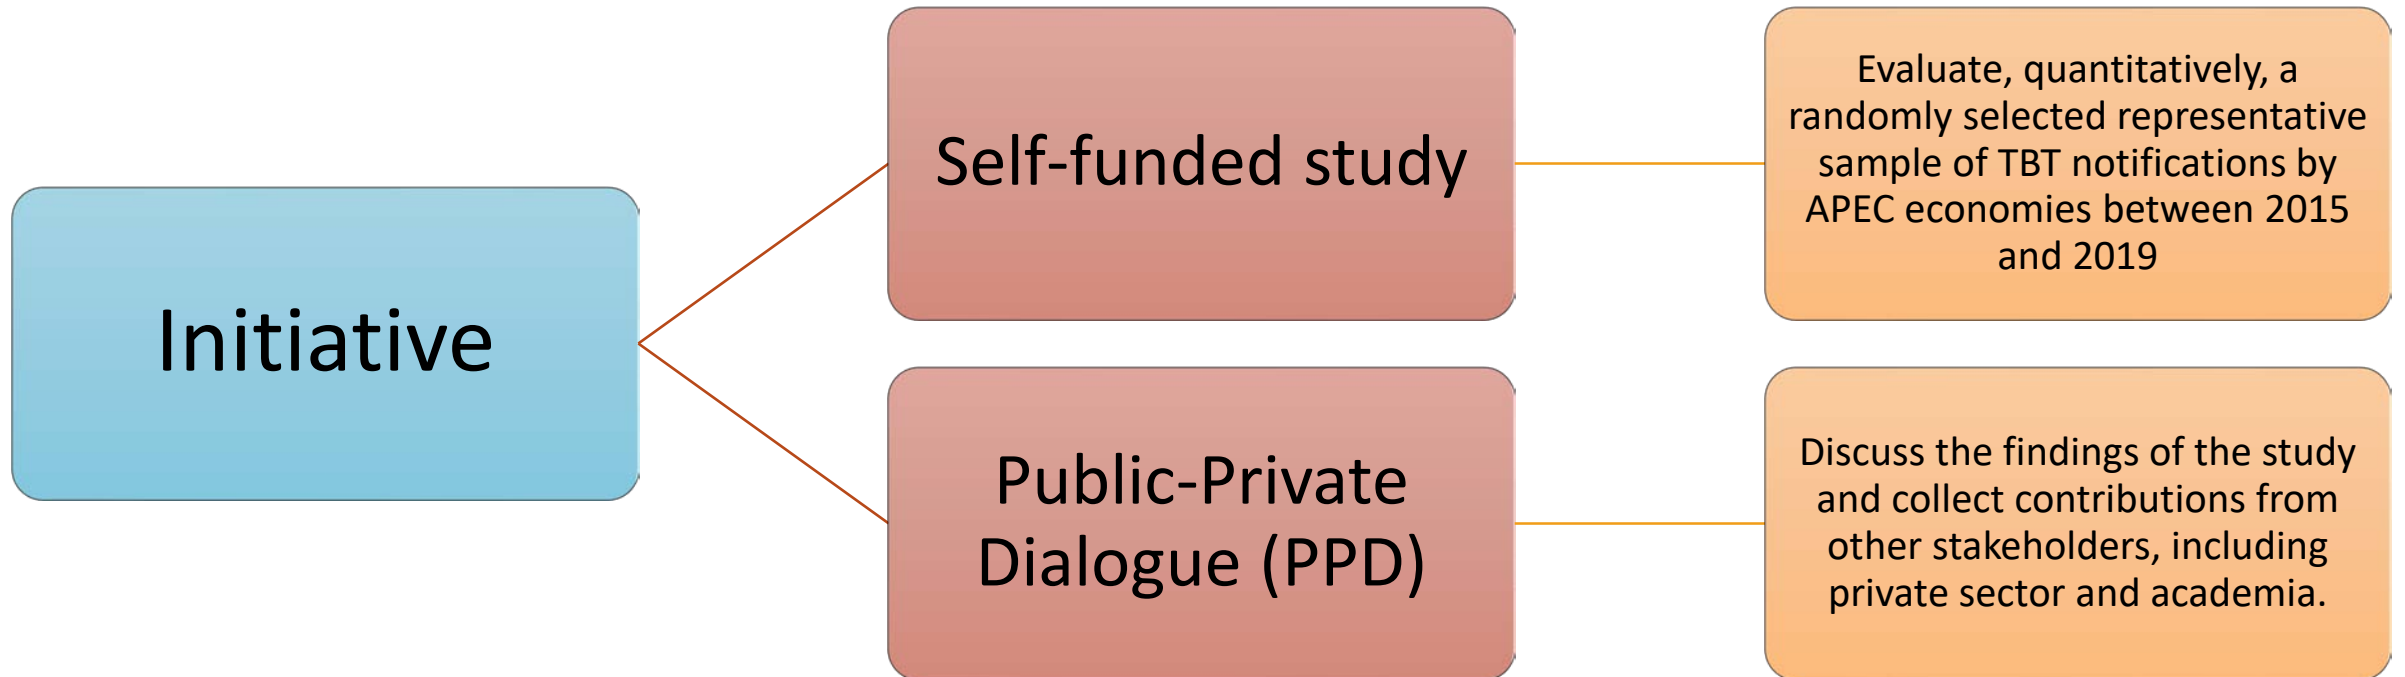 Initiative
Self-funded study
Evaluate, quantitatively, a
randomly selected representative
sample of TBT notifications by
APEC economies between 2015
and 2019
Public-Private
Dialogue (PPD)
Discuss the findings of the study
and collect contributions from
other stakeholders, including
private sector and academia.